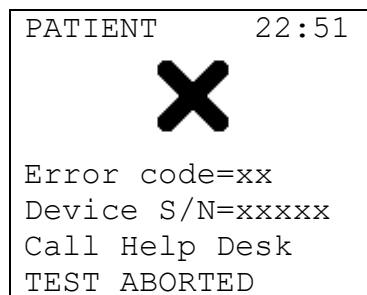 PATIENT 22:51
Error code=xx
Device S/N=xxxxx
Call Help Desk
TEST ABORTED